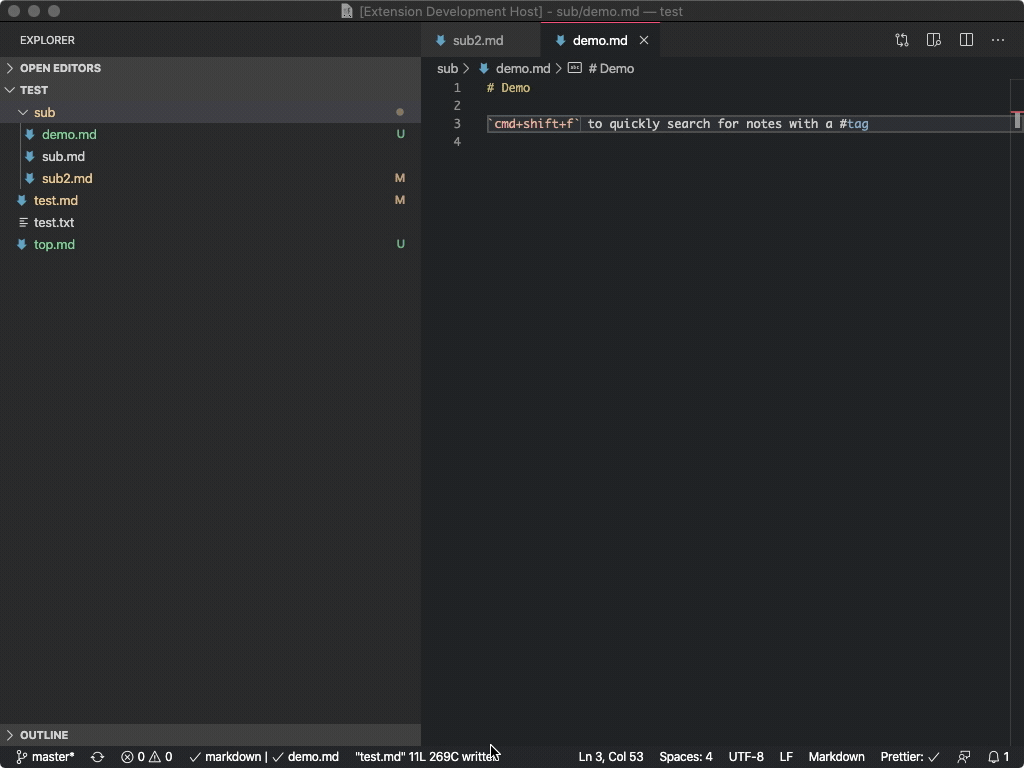 [Extension Development Host] - sub/demo.md — test
EXPLORER
sub2.md
demo.md
OPEN EDITORS
TEST
sub
demo.md U
sub.md
sub2.md M
test.md M
test.txt
top.md U
sub demo.md # Demo
1 # Demo
2
3 `cmd+shift+f` to quickly search for notes with a #tag
4
OUTLINE
master* 0 0 markdown | demo.md "test.md" 11L 269C written Ln 3, Col 53 Spaces: 4 UTF-8 LF Markdown Prettier: 1